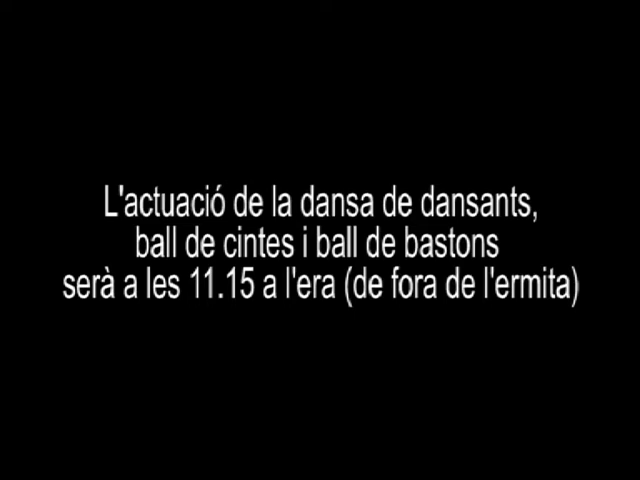 L'actuació de la dansa de dansants,
ball de cintes i ball de bastons
serà a les 11.15 a l'era (de fora de l'ermita)